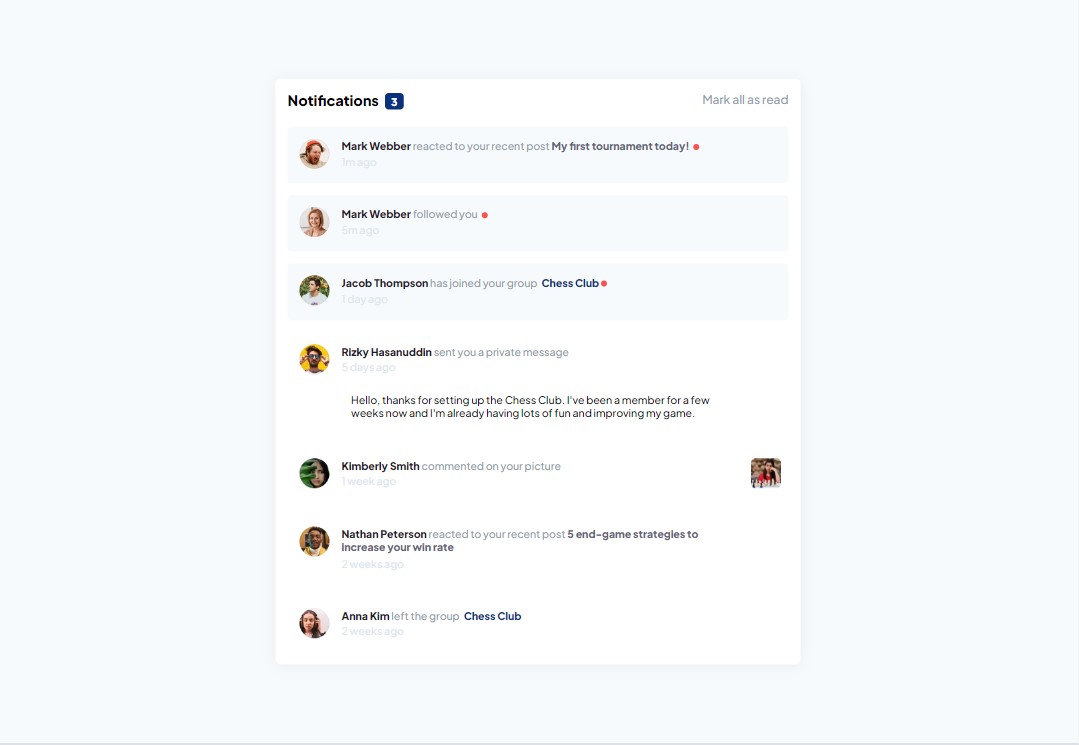 Notifications 3
Mark all as read
Mark Webber reacted to your recent post My first tournament today!
1m ago
Mark Webber followed you
5m ago
Jacob Thompson has joined your group Chess Club
1 day ago
Rizky Hasanuddin sent you a private message
5 days ago
Hello, thanks for setting up the Chess Club. I've been a member for a few
weeks now and I'm already having lots of fun and improving my game.
Kimberly Smith commented on your picture
1 week ago
Nathan Peterson reacted to your recent post 5 end-game strategies to
increase your win rate
2 weeks ago
Anna Kim left the group Chess Club
2 weeks ago